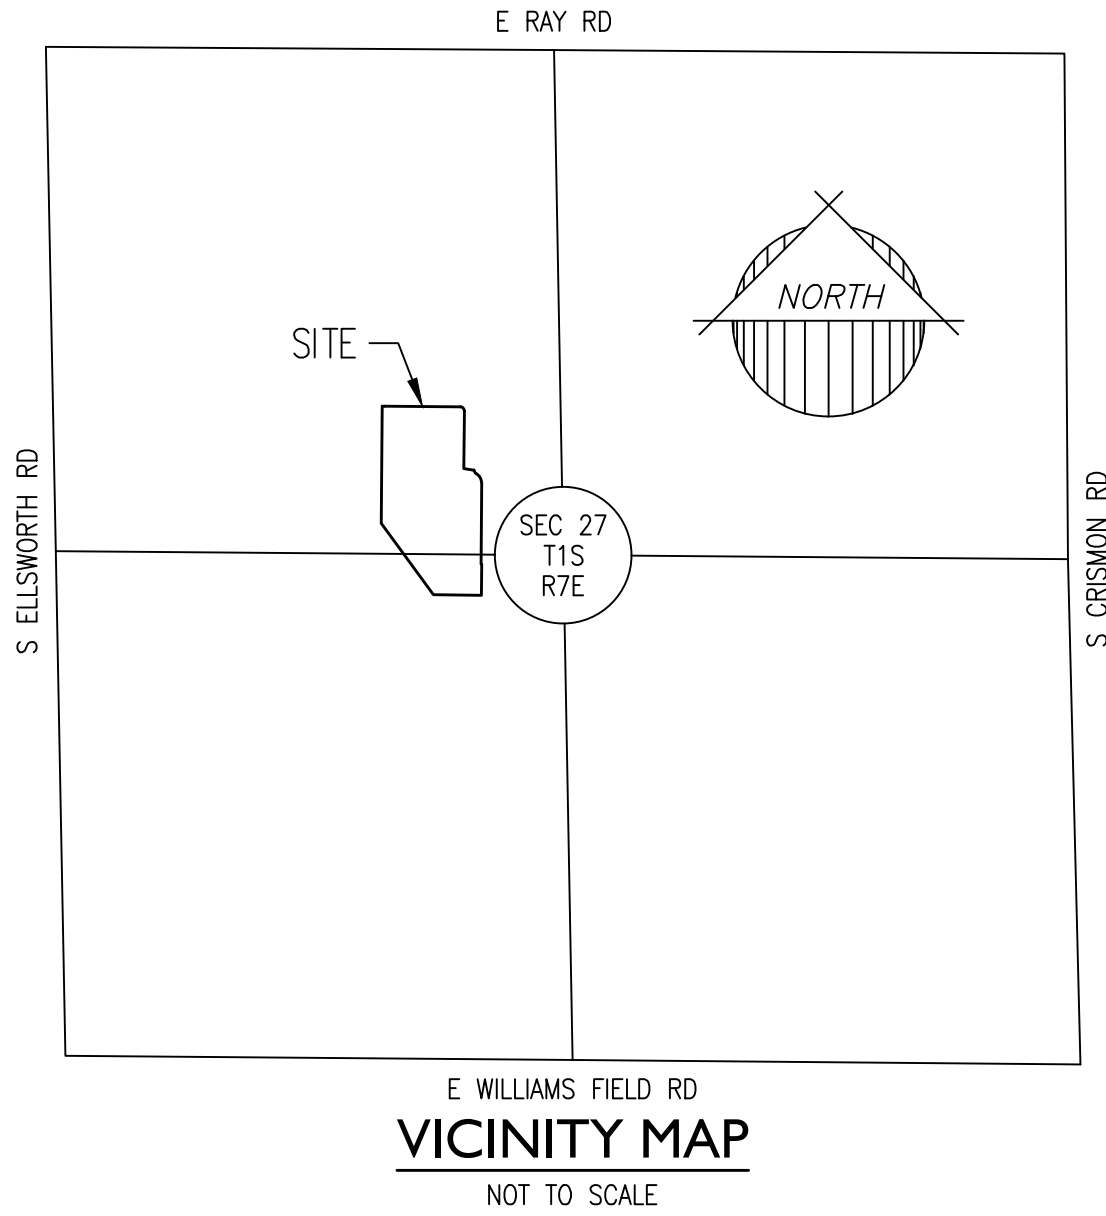 E RAY RD
NORTH
SITE
S ELLSWORTH RD
SEC 27
T1S
R7E
S CRISMON RD
E WILLIAMS FIELD RD
VICINITY MAP
NOT TO SCALE